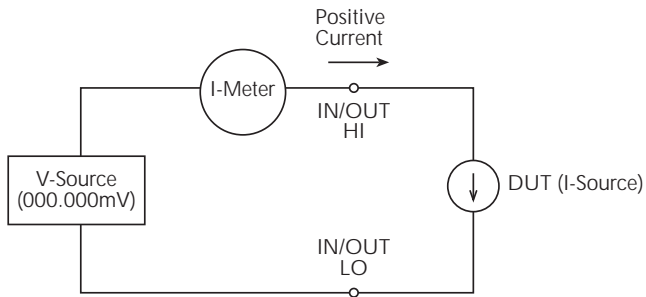 Positive
Current
I-Meter
IN/OUT
HI
V-Source
(000.000mV)
DUT (I-Source)
IN/OUT
LO